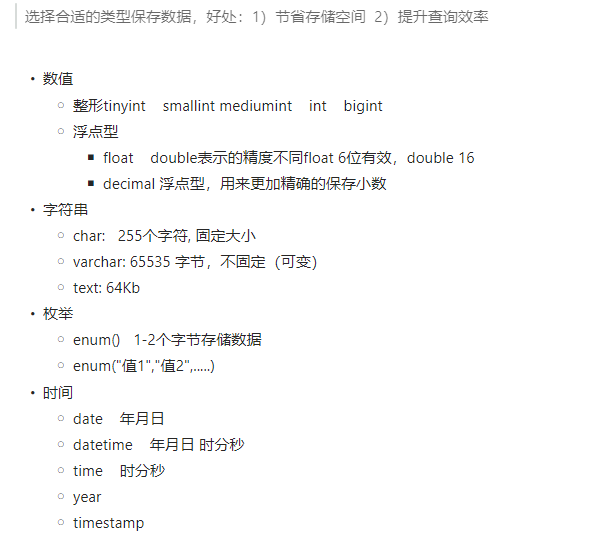 选择合适的类型保存数据，好处：1）节省存储空间 2）提升查询效率
数值
整形tinyint smallint mediumint int bigint
浮点型
float double表示的精度不同float 6位有效，double 16
decimal 浮点型，用来更加精确的保存小数
字符串
char: 255个字符, 固定大小
varchar: 65535 字节，不固定（可变）
text: 64Kb
枚举
enum() 1-2个字节存储数据
enum("值1","值2",.....)
时间
date 年月日
datetime 年月日 时分秒
time 时分秒
year
timestamp